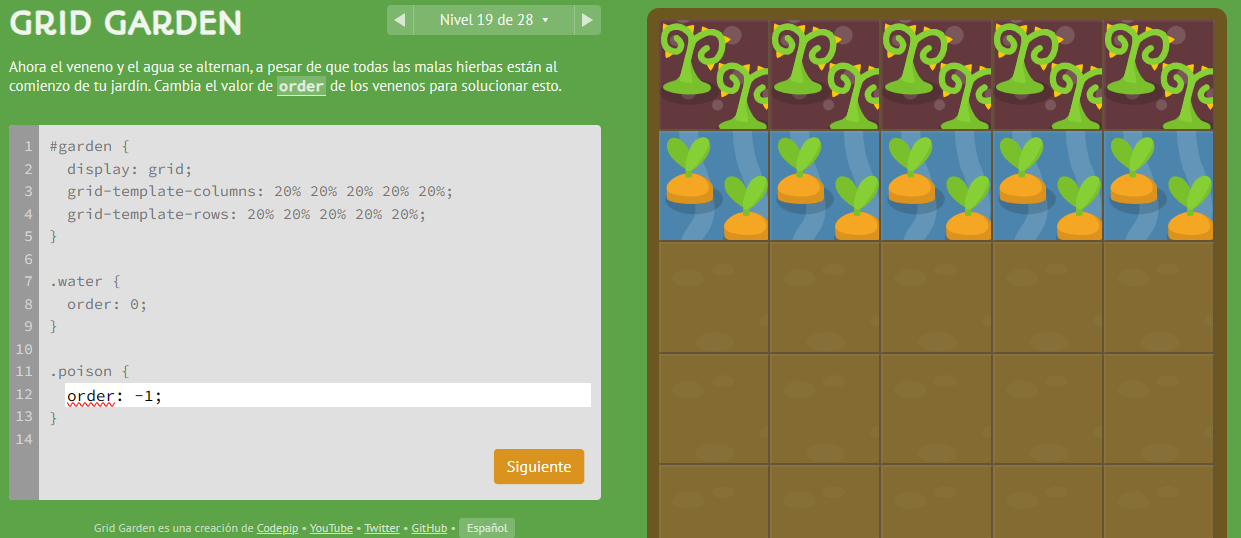 GRID GARDEN
Nivel 19 de 28
Ahora el veneno y el agua se alternan, a pesar de que todas las malas hierbas están al
comienzo de tu jardín. Cambia el valor de order de los venenos para solucionar esto.
1 #garden {
2 display: grid;
3 grid-template-columns: 20% 20% 20% 20% 20%;
4 grid-template-rows: 20% 20% 20% 20% 20%;
5 }
6
7 .water {
8 order: 0;
9 }
10
11 .poison {
12 order: -1;
13 }
14
Siguiente
Grid Garden es una creación de Codepip • YouTube • Twitter • GitHub • Español